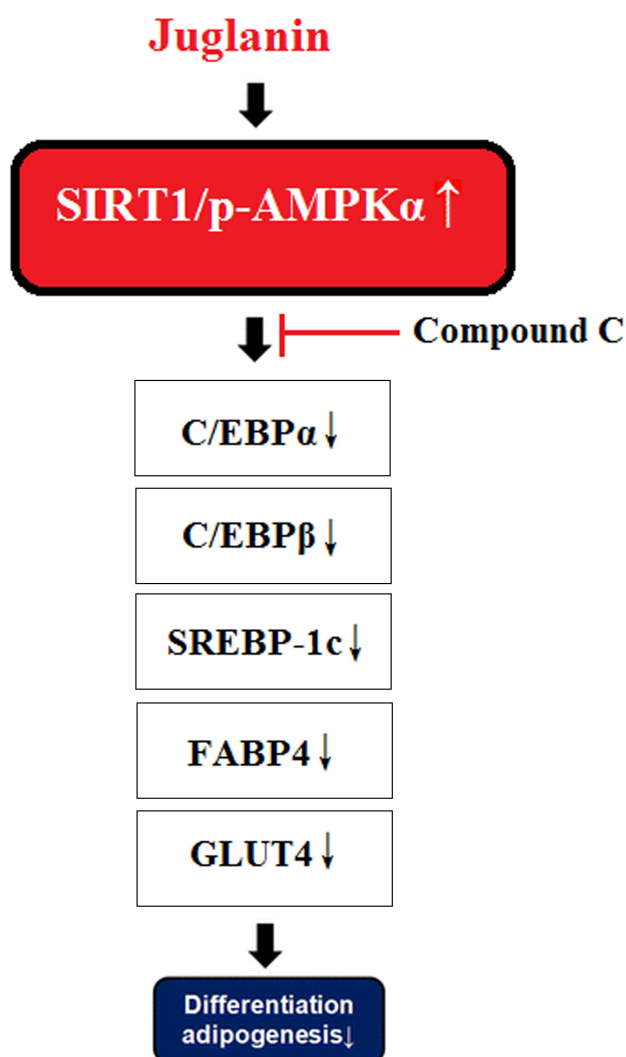 Juglanin
SIRT1/p-AMPKα↑
Compound C
C/EBPα↓
C/EBPβ↓
SREBP-1c↓
FABP4↓
GLUT4↓
Differentiation
adipogenesis↓